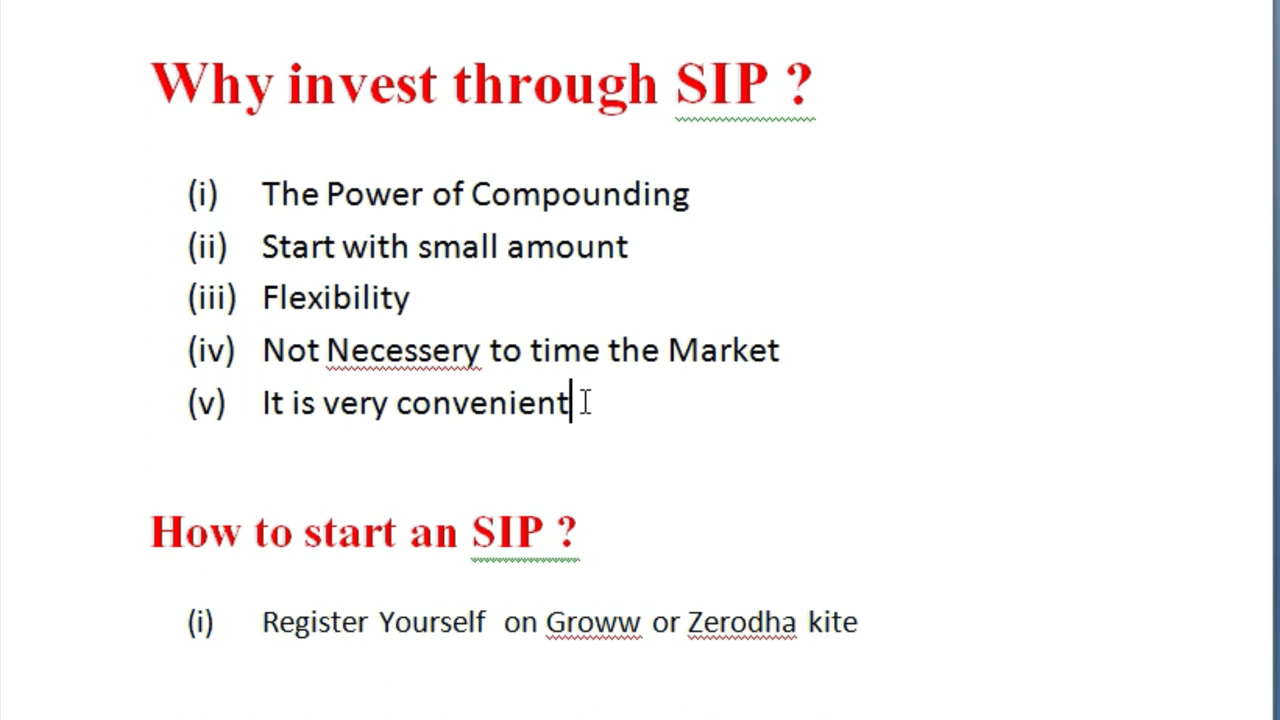 Why invest through SIP ?
(i) The Power of Compounding
(ii) Start with small amount
(iii) Flexibility
(iv) Not Necessery to time the Market
(v) It is very convenient
How to start an SIP ?
(i) Register Yourself on Groww or Zerodha kite